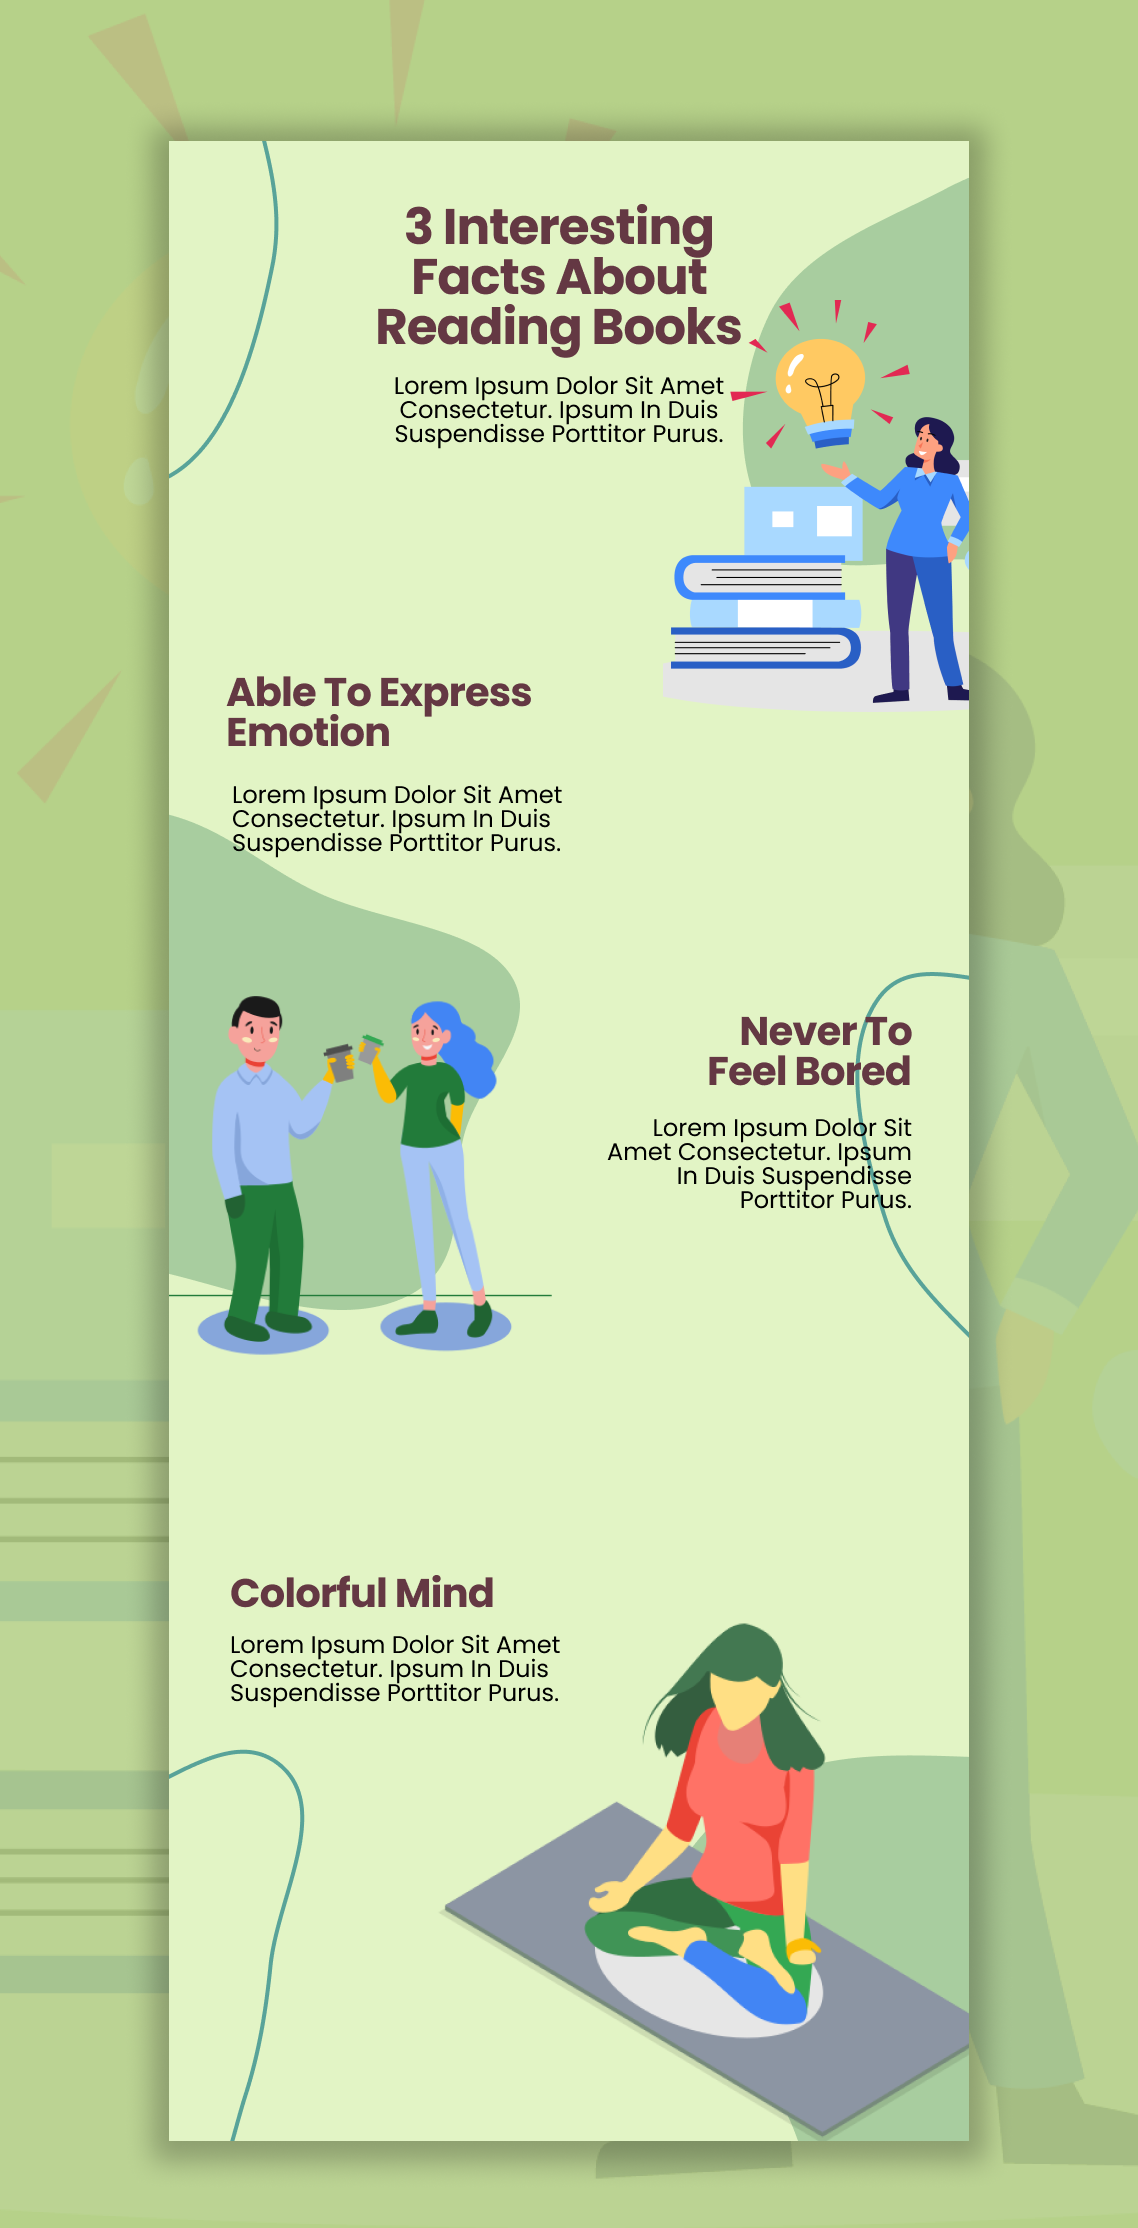 3 Interesting
Facts About
Reading Books
Lorem Ipsum Dolor Sit Amet
Consectetur. Ipsum In Duis
Suspendisse Porttitor Purus.
Able To Express
Emotion
Lorem Ipsum Dolor Sit Amet
Consectetur. Ipsum In Duis
Suspendisse Porttitor Purus.
Never To
Feel Bored
Lorem Ipsum Dolor Sit
Amet Consectetur. Ipsum
In Duis Suspendisse
Porttitor Purus.
Colorful Mind
Lorem Ipsum Dolor Sit Amet
Consectetur. Ipsum In Duis
Suspendisse Porttitor Purus.